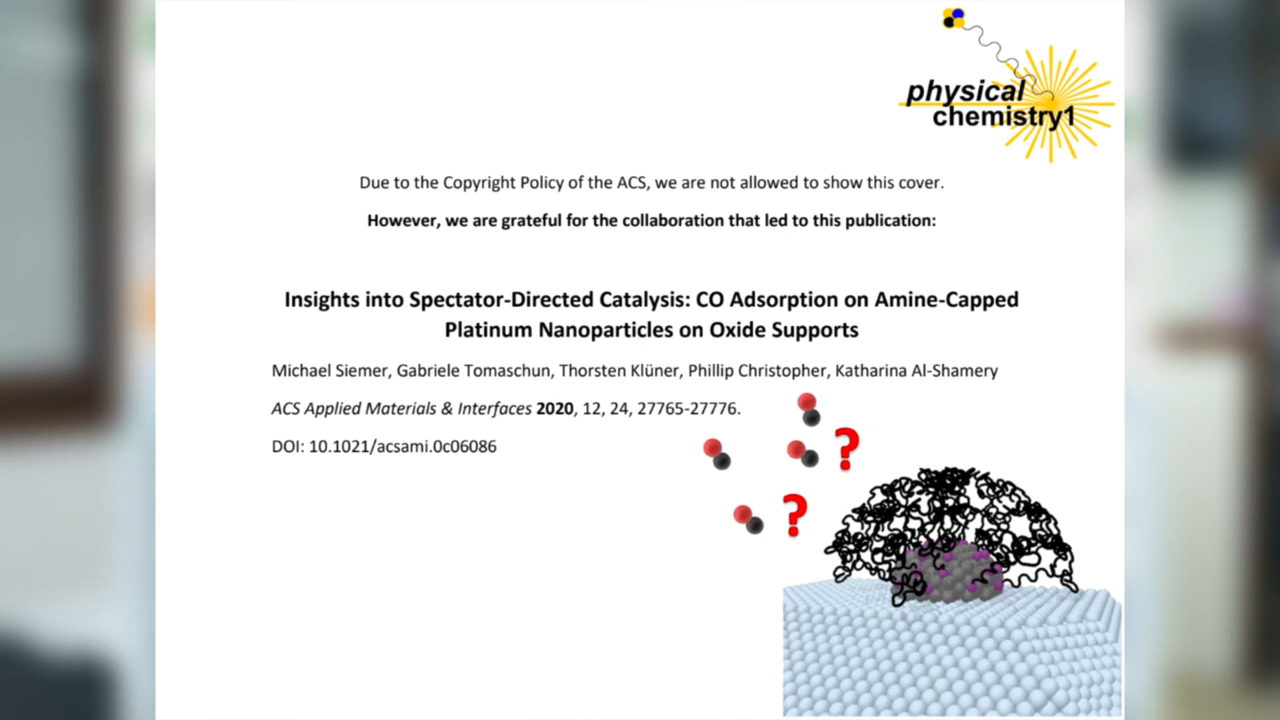 physical
chemistry1
Due to the Copyright Policy of the ACS, we are not allowed to show this cover.
However, we are grateful for the collaboration that led to this publication:
Insights into Spectator-Directed Catalysis: CO Adsorption on Amine-Capped
Platinum Nanoparticles on Oxide Supports
Michael Siemer, Gabriele Tomaschun, Thorsten Klüner, Phillip Christopher, Katharina Al-Shamery
ACS Applied Materials & Interfaces 2020, 12, 24, 27765-27776.
DOI: 10.1021/acsami.0c06086
?
?